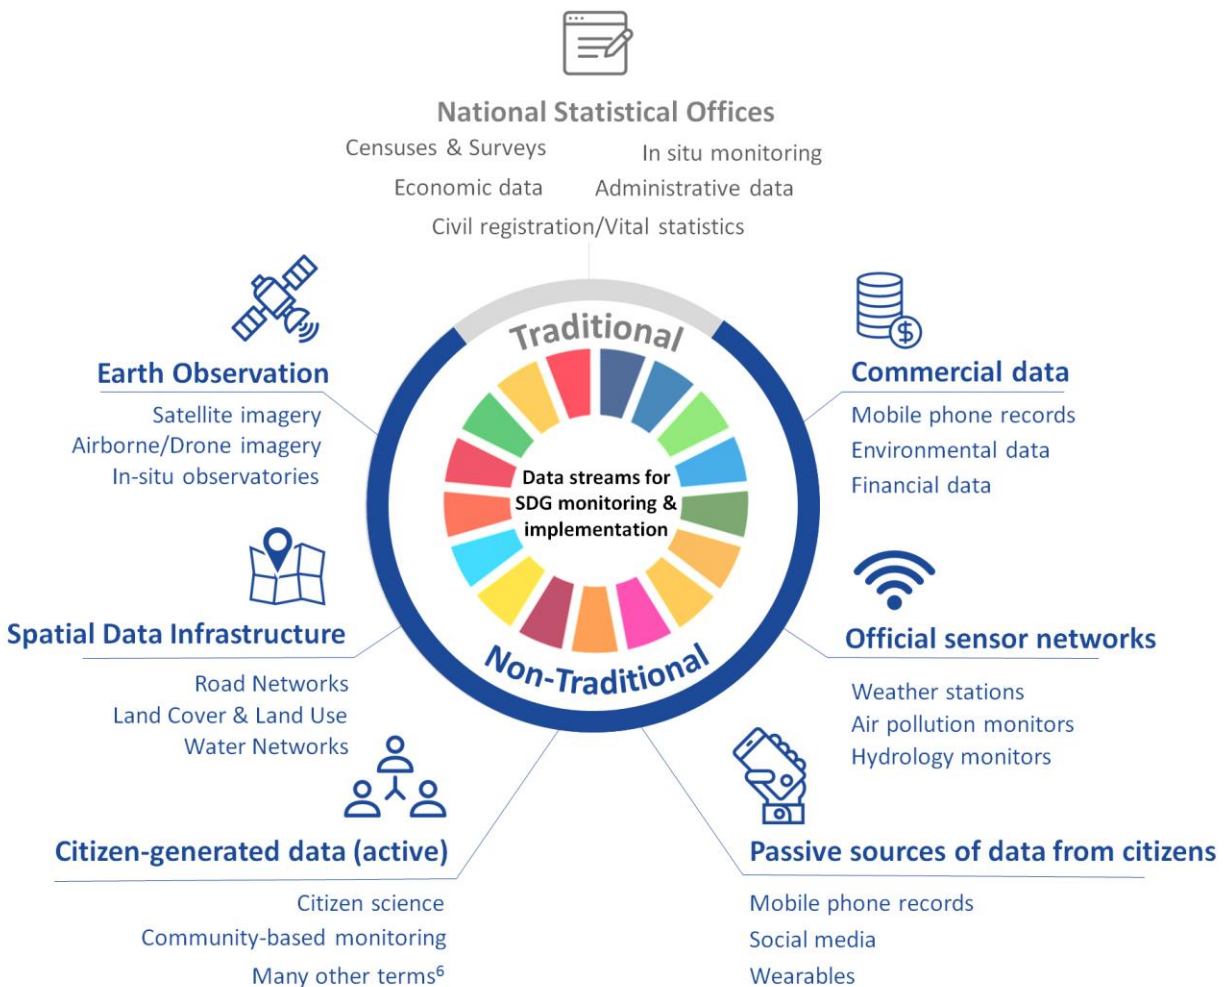 National Statistical Offices
Censuses & Surveys
In situ monitoring
Economic data
Administrative data
Civil registration/Vital statistics
Traditional
Earth Observation
Satellite imagery
Airborne/Drone imagery
In-situ observatories
Commercial data
Mobile phone records
Environmental data
Financial data
Data streams for
SDG monitoring &
implementation
Spatial Data Infrastructure
Road Networks
Land Cover & Land Use
Water Networks
Official sensor networks
Weather stations
Air pollution monitors
Hydrology monitors
Non-Traditional
Citizen-generated data (active)
Citizen science
Community-based monitoring
Many other terms⁶
Passive sources of data from citizens
Mobile phone records
Social media
Wearables